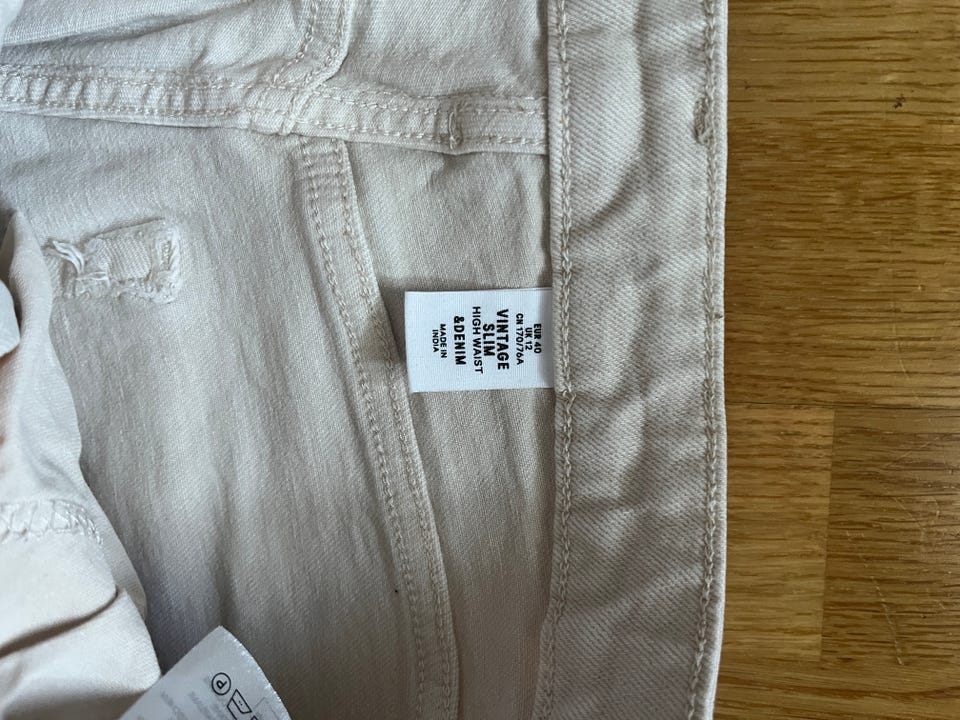 EUR 40
UK 12
CN 170/76A
VINTAGE
SLIM
HIGH WAIST
&DENIM
MADE IN
INDIA
P